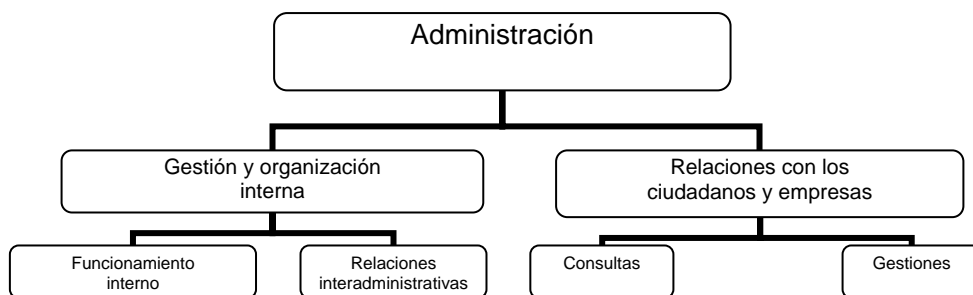 Administración
Gestión y organización
interna
Relaciones con los
ciudadanos y empresas
Funcionamiento
interno
Relaciones
interadministrativas
Consultas
Gestiones